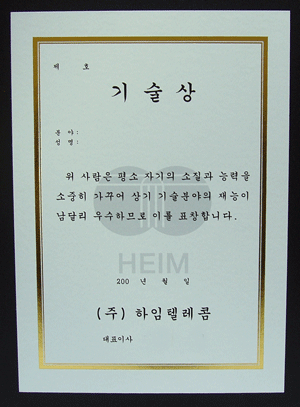 제 호
기 술 상
분 야 :
성 명 :
위 사람은 평소 자기의 소질과 능력을
소중히 가꾸어 상기 기술분야의 재능이
남달리 우수하므로 이를 표창합니다.
HEIM
200 년 월 일
(주) 하임텔레콤
대표이사